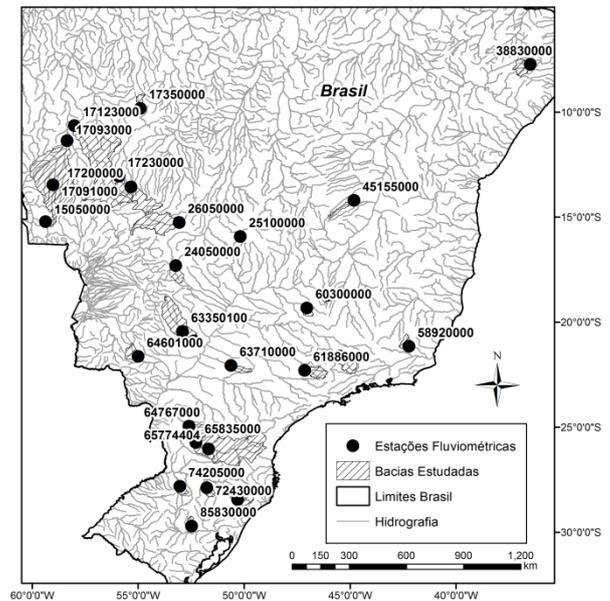 38830000
Brasil
17350000
17123000
17093000
10°0'0"S
17230000
17200000
17091000
45155000
15050000
26050000
25100000
15°0'0"S
24050000
60300000
63350100
20°0'0"S
58920000
64601000
63710000
61886000
N
64767000
65835000
65774404
25°0'0"S
Estações Fluviométricas
Bacias Estudadas
Limites Brasil
Hidrografia
74205000
72430000
85830000
30°0'0"S
0 150 300 600 900 1,200
km
60°0'0"W 55°0'0"W 50°0'0"W 45°0'0"W 40°0'0"W